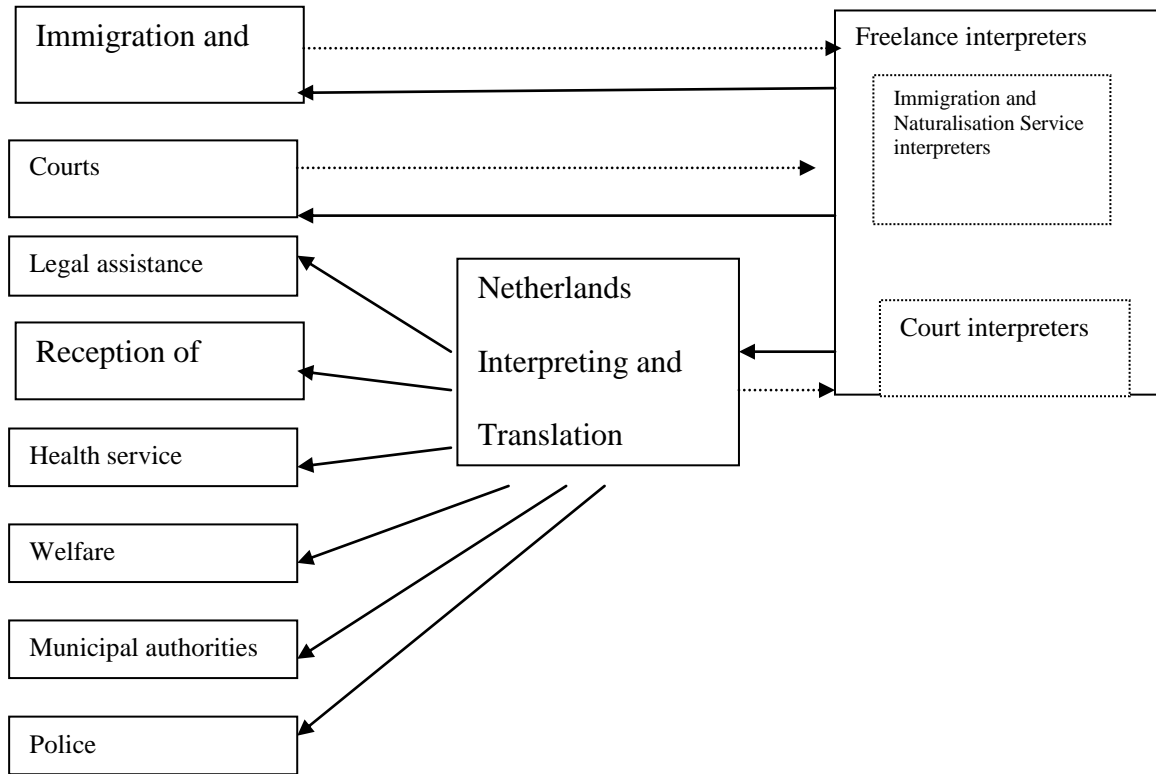 Immigration and
Freelance interpreters
Immigration and
Naturalisation Service
interpreters
Courts
Legal assistance
Netherlands
Interpreting and
Translation
Reception of
Court interpreters
Health service
Welfare
Municipal authorities
Police